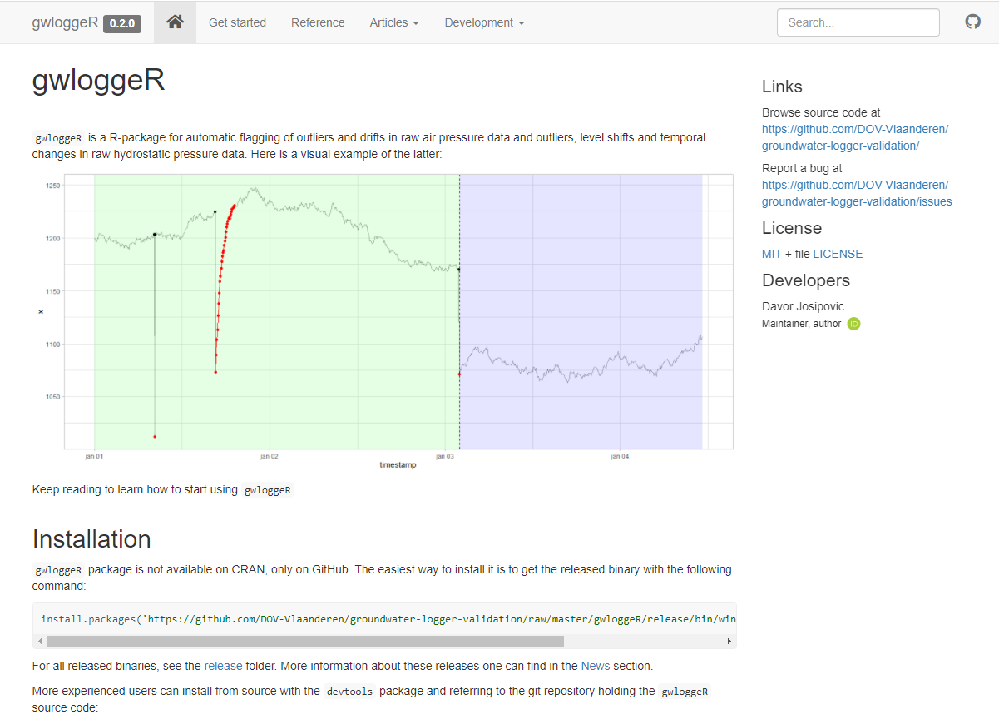 gwloggeR 0.2.0 Get started Reference Articles Development Search...
gwloggeR
gwloggeR is a R-package for automatic flagging of outliers and drifts in raw air pressure data and outliers, level shifts and temporal
changes in raw hydrostatic pressure data. Here is a visual example of the latter:
1250
1200
1150
x
1100
1050
jan 01 jan 02 jan 03 jan 04
timestamp
Keep reading to learn how to start using gwloggeR.
Installation
gwloggeR package is not available on CRAN, only on GitHub. The easiest way to install it is to get the released binary with the following
command:
install.packages('https://github.com/DOV-Vlaanderen/groundwater-logger-validation/raw/master/gwloggeR/release/bin/win
For all released binaries, see the release folder. More information about these releases one can find in the News section.
More experienced users can install from source with the devtools package and referring to the git repository holding the gwloggeR
source code:
Links
Browse source code at
https://github.com/DOV-Vlaanderen/
groundwater-logger-validation/
Report a bug at
https://github.com/DOV-Vlaanderen/
groundwater-logger-validation/issues
License
MIT + file LICENSE
Developers
Davor Josipovic
Maintainer, author iD